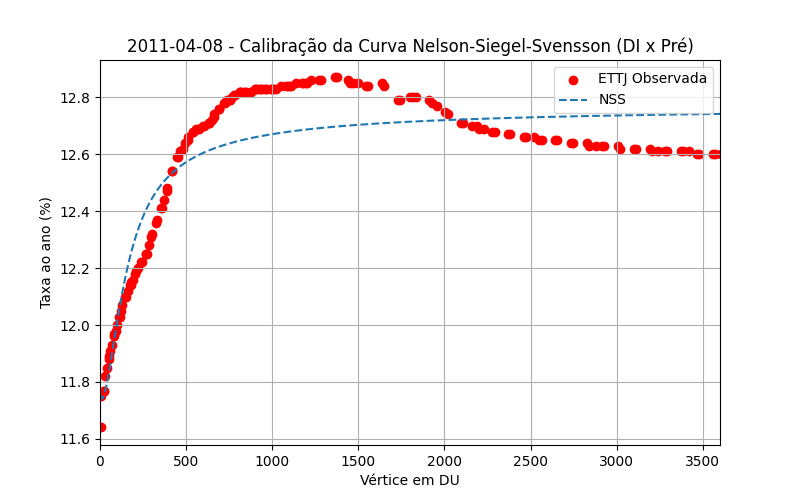 2011-04-08 - Calibração da Curva Nelson-Siegel-Svensson (DI x Pré)
ETTJ Observada
NSS
Taxa ao ano (%)
12.8
12.6
12.4
12.2
12.0
11.8
11.6
0 500 1000 1500 2000 2500 3000 3500
Vértice em DU